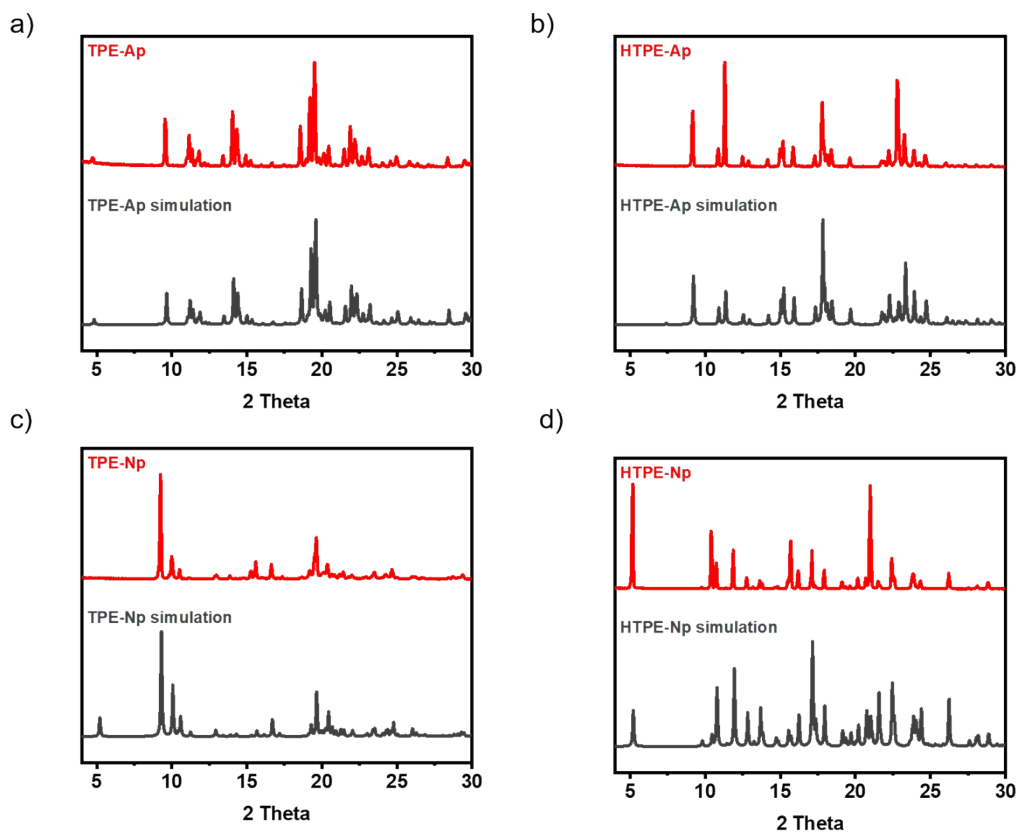 a)
TPE-Ap
TPE-Ap simulation
5 10 15 20 25 30
2 Theta
b)
HTPE-Ap
HTPE-Ap simulation
5 10 15 20 25 30
2 Theta
c)
TPE-Np
TPE-Np simulation
5 10 15 20 25 30
2 Theta
d)
HTPE-Np
HTPE-Np simulation
5 10 15 20 25 30
2 Theta